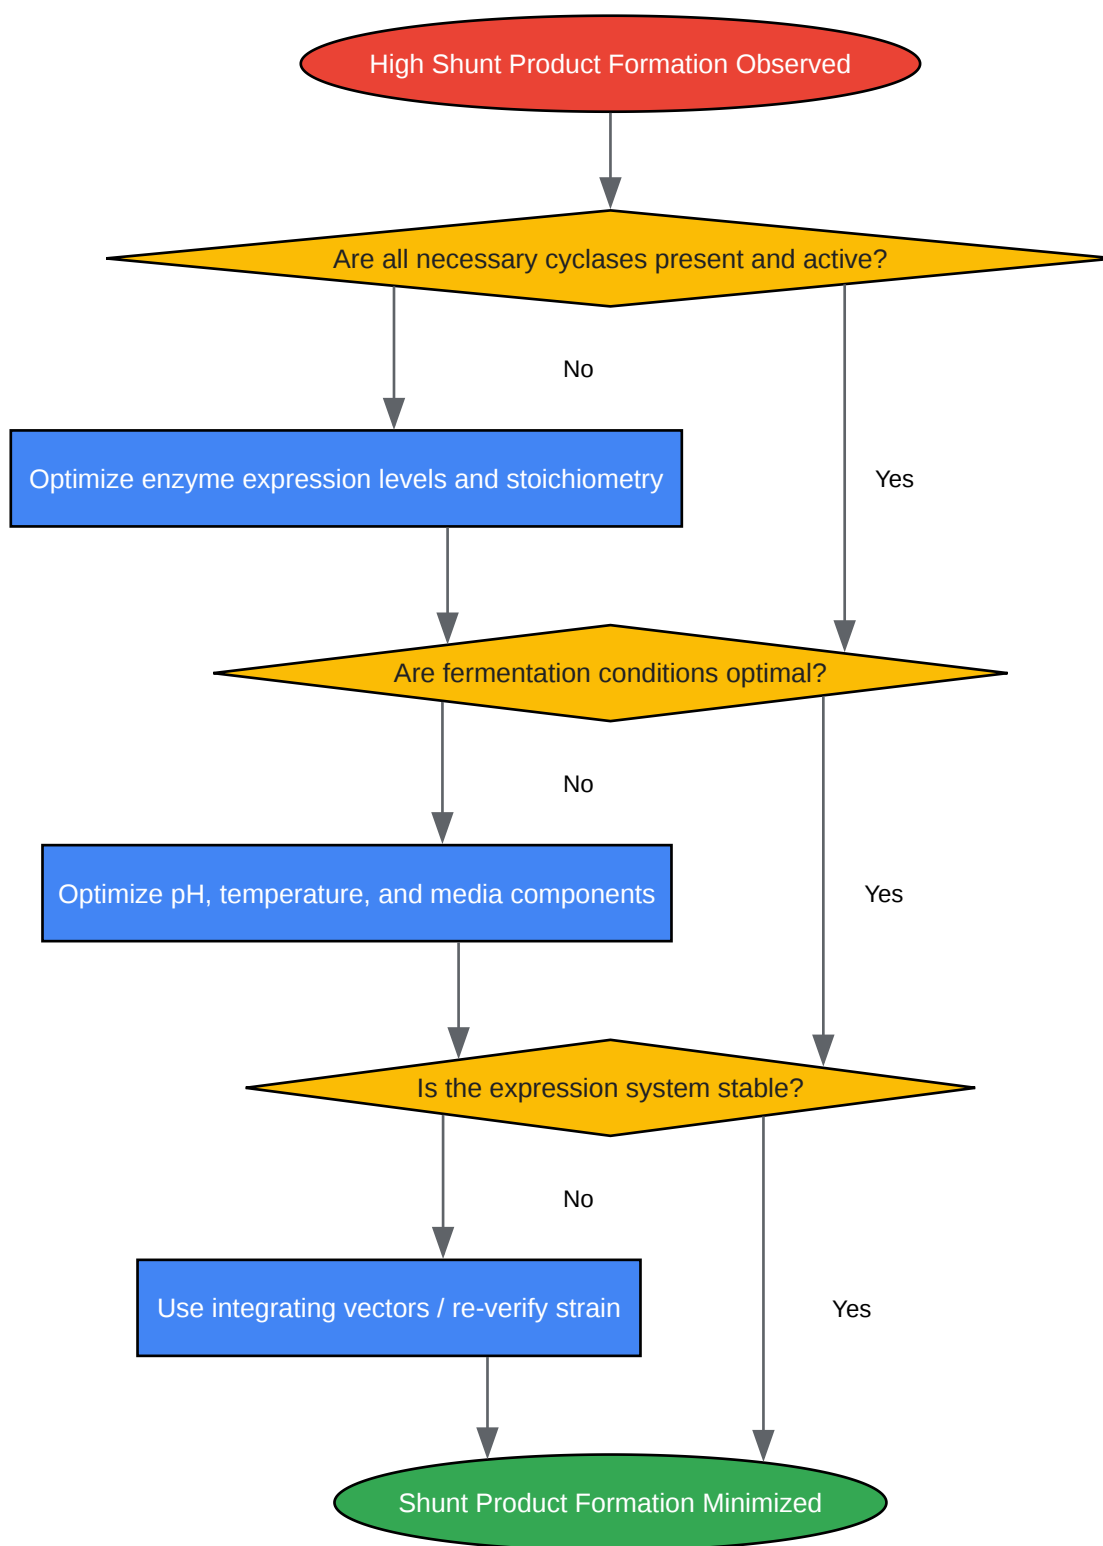 High Shunt Product Formation Observed
Are all necessary cyclases present and active?
No
Optimize enzyme expression levels and stoichiometry
Yes
Are fermentation conditions optimal?
No
Optimize pH, temperature, and media components
Yes
Is the expression system stable?
No
Use integrating vectors / re-verify strain
Yes
Shunt Product Formation Minimized